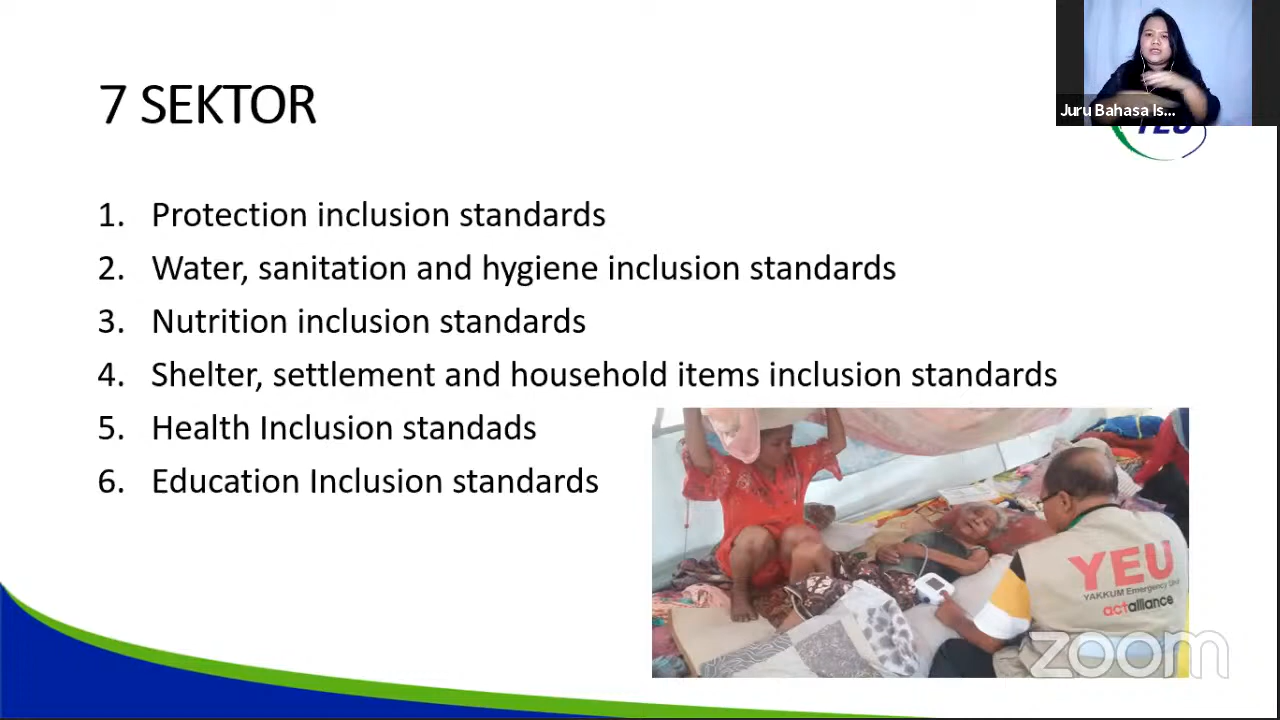 7 SEKTOR
Juru Bahasa Is...
YEU
1. Protection inclusion standards
2. Water, sanitation and hygiene inclusion standards
3. Nutrition inclusion standards
4. Shelter, settlement and household items inclusion standards
5. Health Inclusion standads
6. Education Inclusion standards
YEU
YAKKUM Emergency Unit
actalliance
zoom